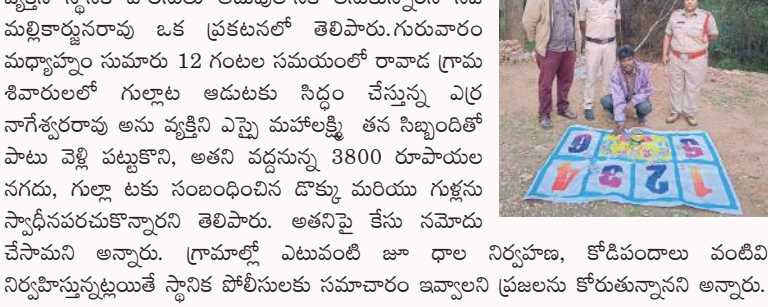 మల్లికార్జునరావు ఒక ప్రకటనలో తెలిపారు.గురువారం
మధ్యాహ్నం సుమారు 12 గంటల సమయంలో రావాడ గ్రామ
శివారులలో గుల్లాట ఆడుటకు సిద్ధం చేస్తున్న ఎర్ర
నాగేశ్వరరావు అను వ్యక్తిని ఎస్సై మహాలక్ష్మి తన సిబ్బందితో
పాటు వెళ్లి పట్టుకొని, అతని వద్దనున్న 3800 రూపాయల
నగదు, గుల్లా టకు సంబంధించిన డొక్కు మరియు గుళ్లను
స్వాధీనపరచుకొన్నారని తెలిపారు. అతనిపై కేసు నమోదు
చేసామని అన్నారు. గ్రామాల్లో ఎటువంటి జూ ధాల నిర్వహణ, కోడిపందాలు వంటివి
నిర్వహిస్తున్నట్లయితే స్థానిక పోలీసులకు సమాచారం ఇవ్వాలని ప్రజలను కోరుతున్నానని అన్నారు.
6 5
4 3 2 1